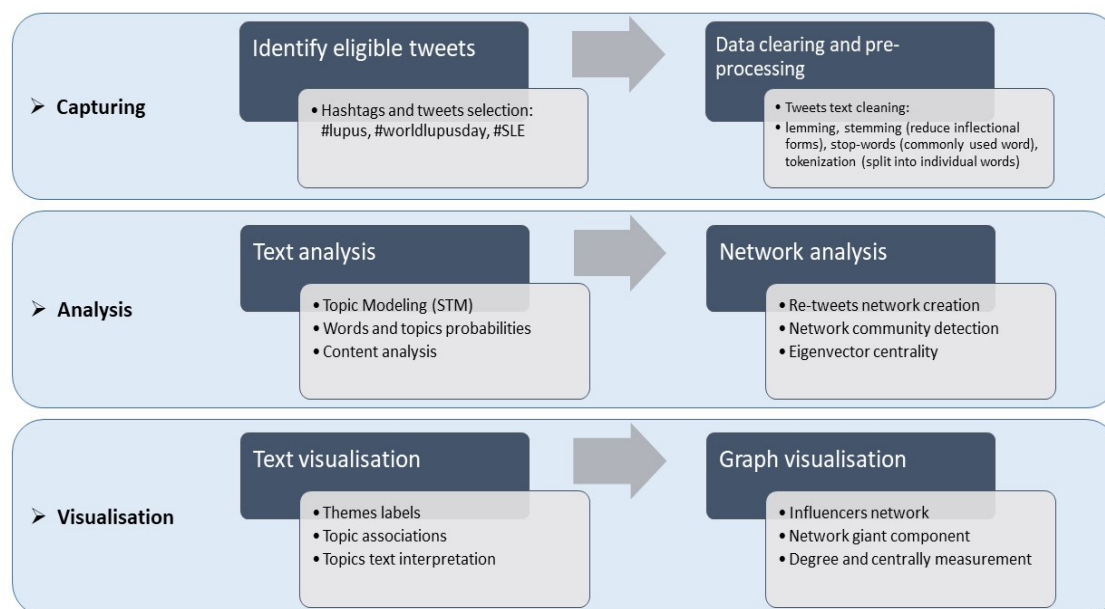 ➢ Capturing
Identify eligible tweets
• Hashtags and tweets selection:
#lupus, #worldlupusday, #SLE
Data clearing and pre-
processing
• Tweets text cleaning:
• lemming, stemming (reduce inflectional
forms), stop-words (commonly used word),
tokenization (split into individual words)
➢ Analysis
Text analysis
• Topic Modeling (STM)
• Words and topics probabilities
• Content analysis
Network analysis
• Re-tweets network creation
• Network community detection
• Eigenvector centrality
➢ Visualisation
Text visualisation
• Themes labels
• Topic associations
• Topics text interpretation
Graph visualisation
• Influencers network
• Network giant component
• Degree and centrally measurement